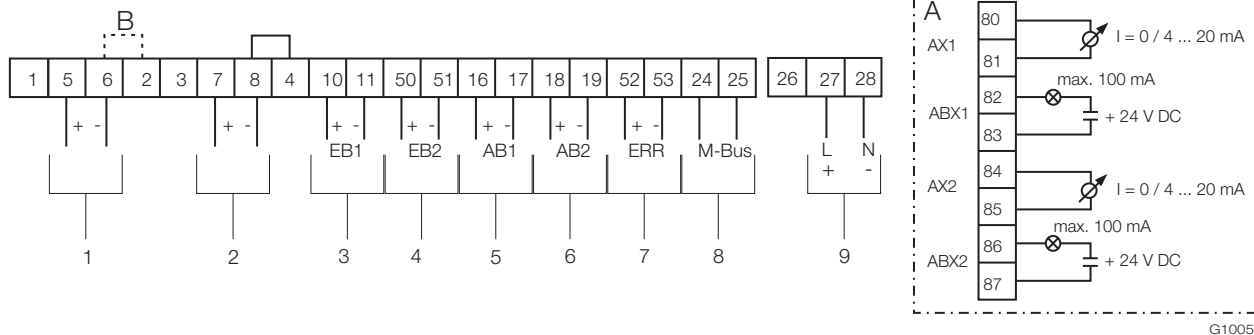 B
1 5 6 2 3 7 8 4 10 11 50 51 16 17 18 19 52 53 24 25 26 27 28
+ - + - + - + - + - + - + -
EB1 EB2 AB1 AB2 ERR M-Bus L N
+ -
1 2 3 4 5 6 7 8 9
A
80
AX1 I = 0 / 4 ... 20 mA
81
max. 100 mA
82
ABX1 + 24 V DC
83
84
AX2 I = 0 / 4 ... 20 mA
85
max. 100 mA
86
ABX2 + 24 V DC
87
G1005